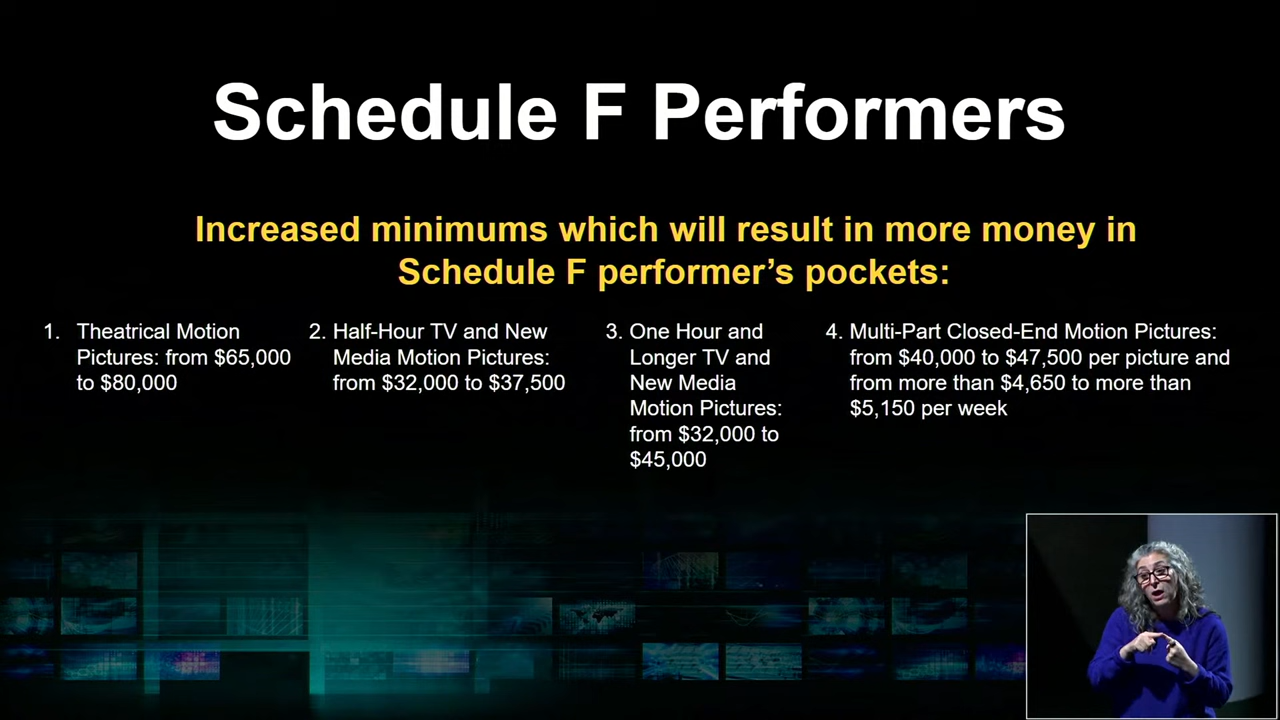 Schedule F Performers
Increased minimums which will result in more money in
Schedule F performer’s pockets:
1. Theatrical Motion
Pictures: from $65,000
to $80,000
2. Half-Hour TV and New
Media Motion Pictures:
from $32,000 to $37,500
3. One Hour and
Longer TV and
New Media
Motion Pictures:
from $32,000 to
$45,000
4. Multi-Part Closed-End Motion Pictures:
from $40,000 to $47,500 per picture and
from more than $4,650 to more than
$5,150 per week